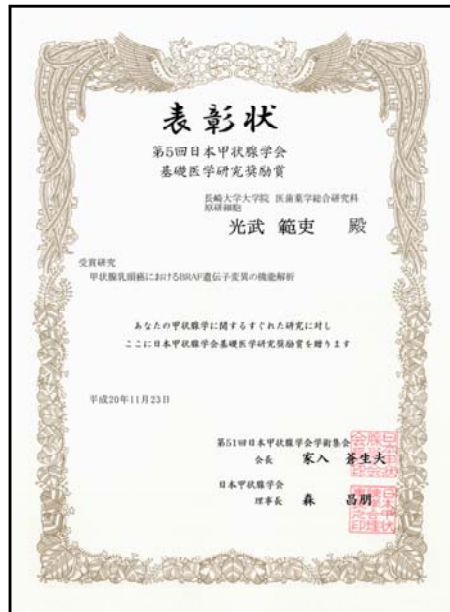 表彰状
第5回日本甲状腺学会
基礎医学研究奨励賞
長崎大学大学院 医歯薬学総合研究科
原研細胞
光武 範吏 殿
受賞研究
甲状腺乳頭癌におけるBRAF遺伝子変異の機能解析
あなたの甲状腺学に関するすぐれた研究に対し
ここに日本甲状腺学会基礎医学研究奨励賞を贈ります
平成20年11月23日
第51回日本甲状腺学会学術集会
会長 家入 蒼生夫
日本甲状腺学会
理事長 森 昌朋